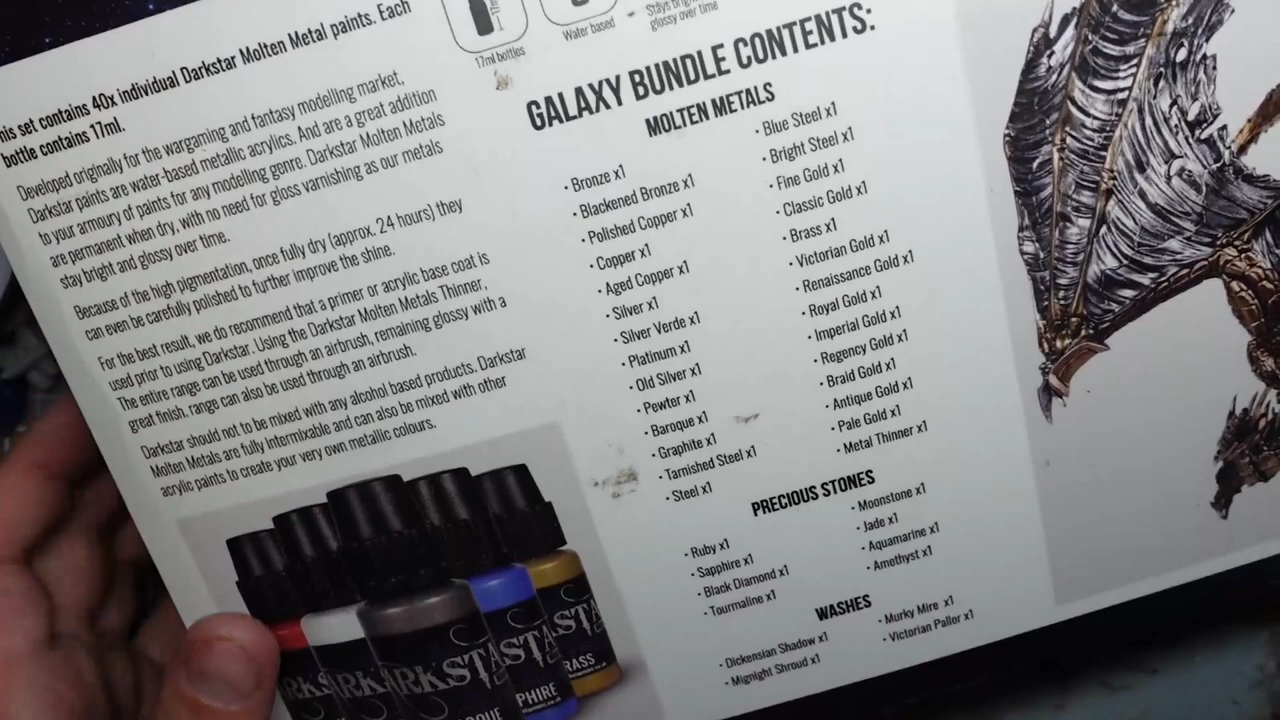 his set contains 40x individual Darkstar Molten Metal paints. Each
bottle contains 17ml.
Developed originally for the wargaming and fantasy modelling market,
Darkstar paints are water-based metallic acrylics. And are a great addition
to your armoury of paints for any modelling genre. Darkstar Molten Metals
are permanent when dry, with no need for gloss varnishing as our metals
stay bright and glossy over time.
Because of the high pigmentation, once fully dry (approx. 24 hours) they
can even be carefully polished to further improve the shine.
For the best result, we do recommend that a primer or acrylic base coat is
used prior to using Darkstar. Using the Darkstar Molten Metals Thinner,
The entire range can be used through an airbrush, remaining glossy with a
great finish. range can also be used through an airbrush.
Darkstar should not to be mixed with any alcohol based products. Darkstar
Molten Metals are fully Intermixable and can also be mixed with other
acrylic paints to create your very own metallic colours.
17ml bottles
Water based
Stays bright
glossy over time
GALAXY BUNDLE CONTENTS:
MOLTEN METALS
• Bronze x1
• Blackened Bronze x1
• Polished Copper x1
• Copper x1
• Aged Copper x1
• Silver x1
• Silver Verde x1
• Platinum x1
• Old Silver x1
• Pewter x1
• Baroque x1
• Graphite x1
• Tarnished Steel x1
• Steel x1
• Blue Steel x1
• Bright Steel x1
• Fine Gold x1
• Classic Gold x1
• Brass x1
• Victorian Gold x1
• Renaissance Gold x1
• Royal Gold x1
• Imperial Gold x1
• Regency Gold x1
• Braid Gold x1
• Antique Gold x1
• Pale Gold x1
• Metal Thinner x1
PRECIOUS STONES
• Ruby x1
• Sapphire x1
• Black Diamond x1
• Tourmaline x1
• Moonstone x1
• Jade x1
• Aquamarine x1
• Amethyst x1
WASHES
• Dickensian Shadow x1
• Mignight Shroud x1
• Murky Mire x1
• Victorian Pallor x1
ARKSTA
PHIRE
RASS